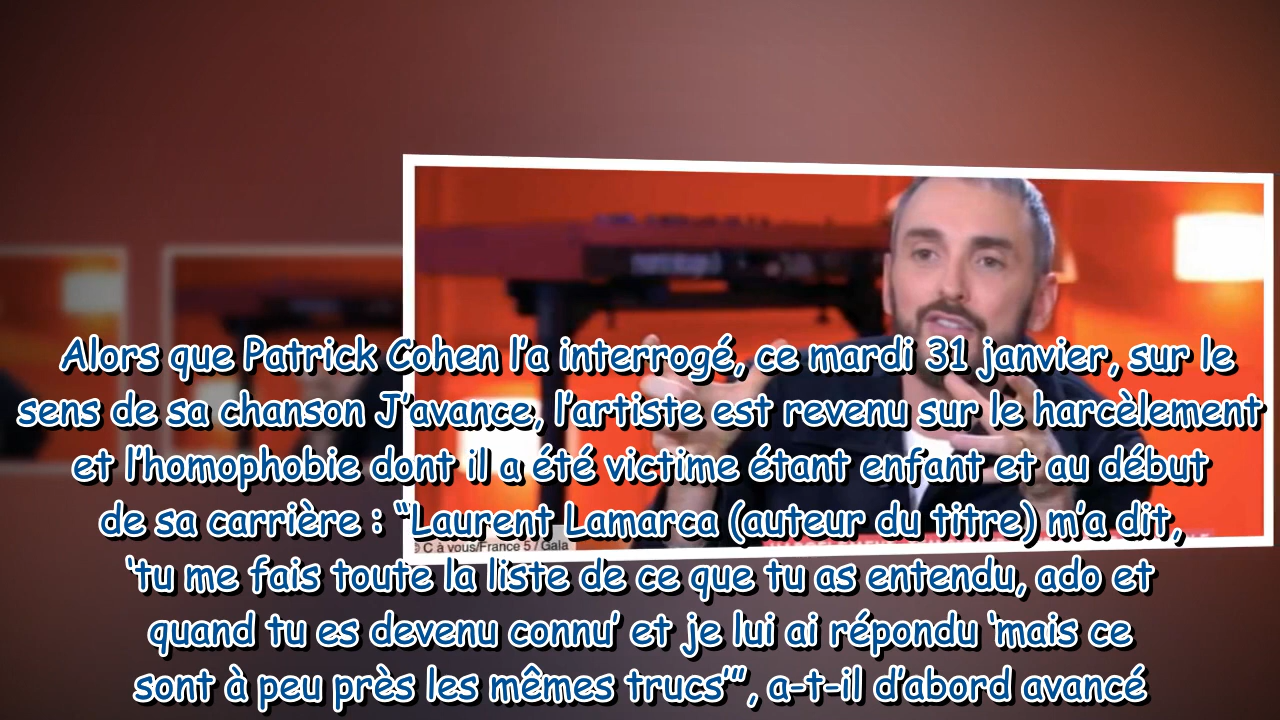 Alors que Patrick Cohen l’a interrogé, ce mardi 31 janvier, sur le
sens de sa chanson J’avance, l’artiste est revenu sur le harcèlement
et l’homophobie dont il a été victime étant enfant et au début
de sa carrière : “Laurent Lamarca (auteur du titre) m’a dit,
© C à vous/France 5 / Gala
‘tu me fais toute la liste de ce que tu as entendu, ado et
quand tu es devenu connu’ et je lui ai répondu ‘mais ce
sont à peu près les mêmes trucs’”, a-t-il d’abord avancé